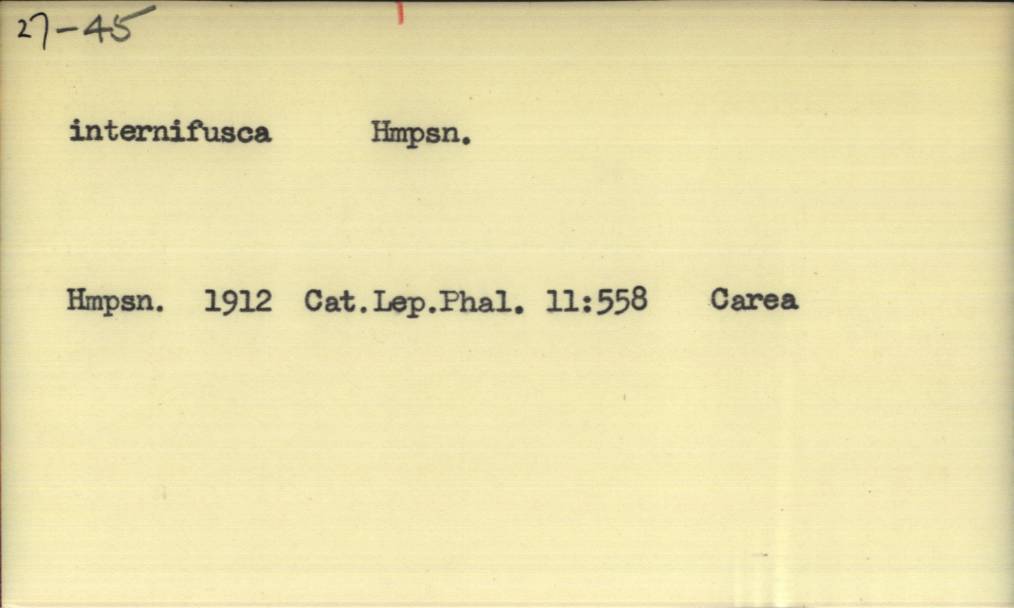 27-45
internifusca Hmpsn.
Hmpsn. 1912 Cat.Lep.Phal. 11:558 Carea